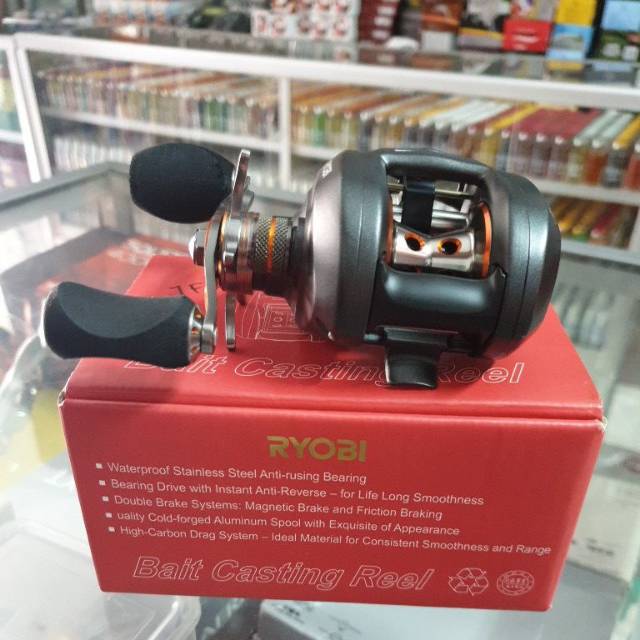 Bait Casting Reel
RYOBI
▪ Waterproof Stainless Steel Anti-rusing Bearing
▪ Bearing Drive with Instant Anti-Reverse – for Life Long Smoothness
▪ Double Brake Systems: Magnetic Brake and Friction Braking
▪ uality Cold-forged Aluminum Spool with Exquisite of Appearance
▪ High-Carbon Drag System – Ideal Material for Consistent Smoothness and Range
Bait Casting Reel